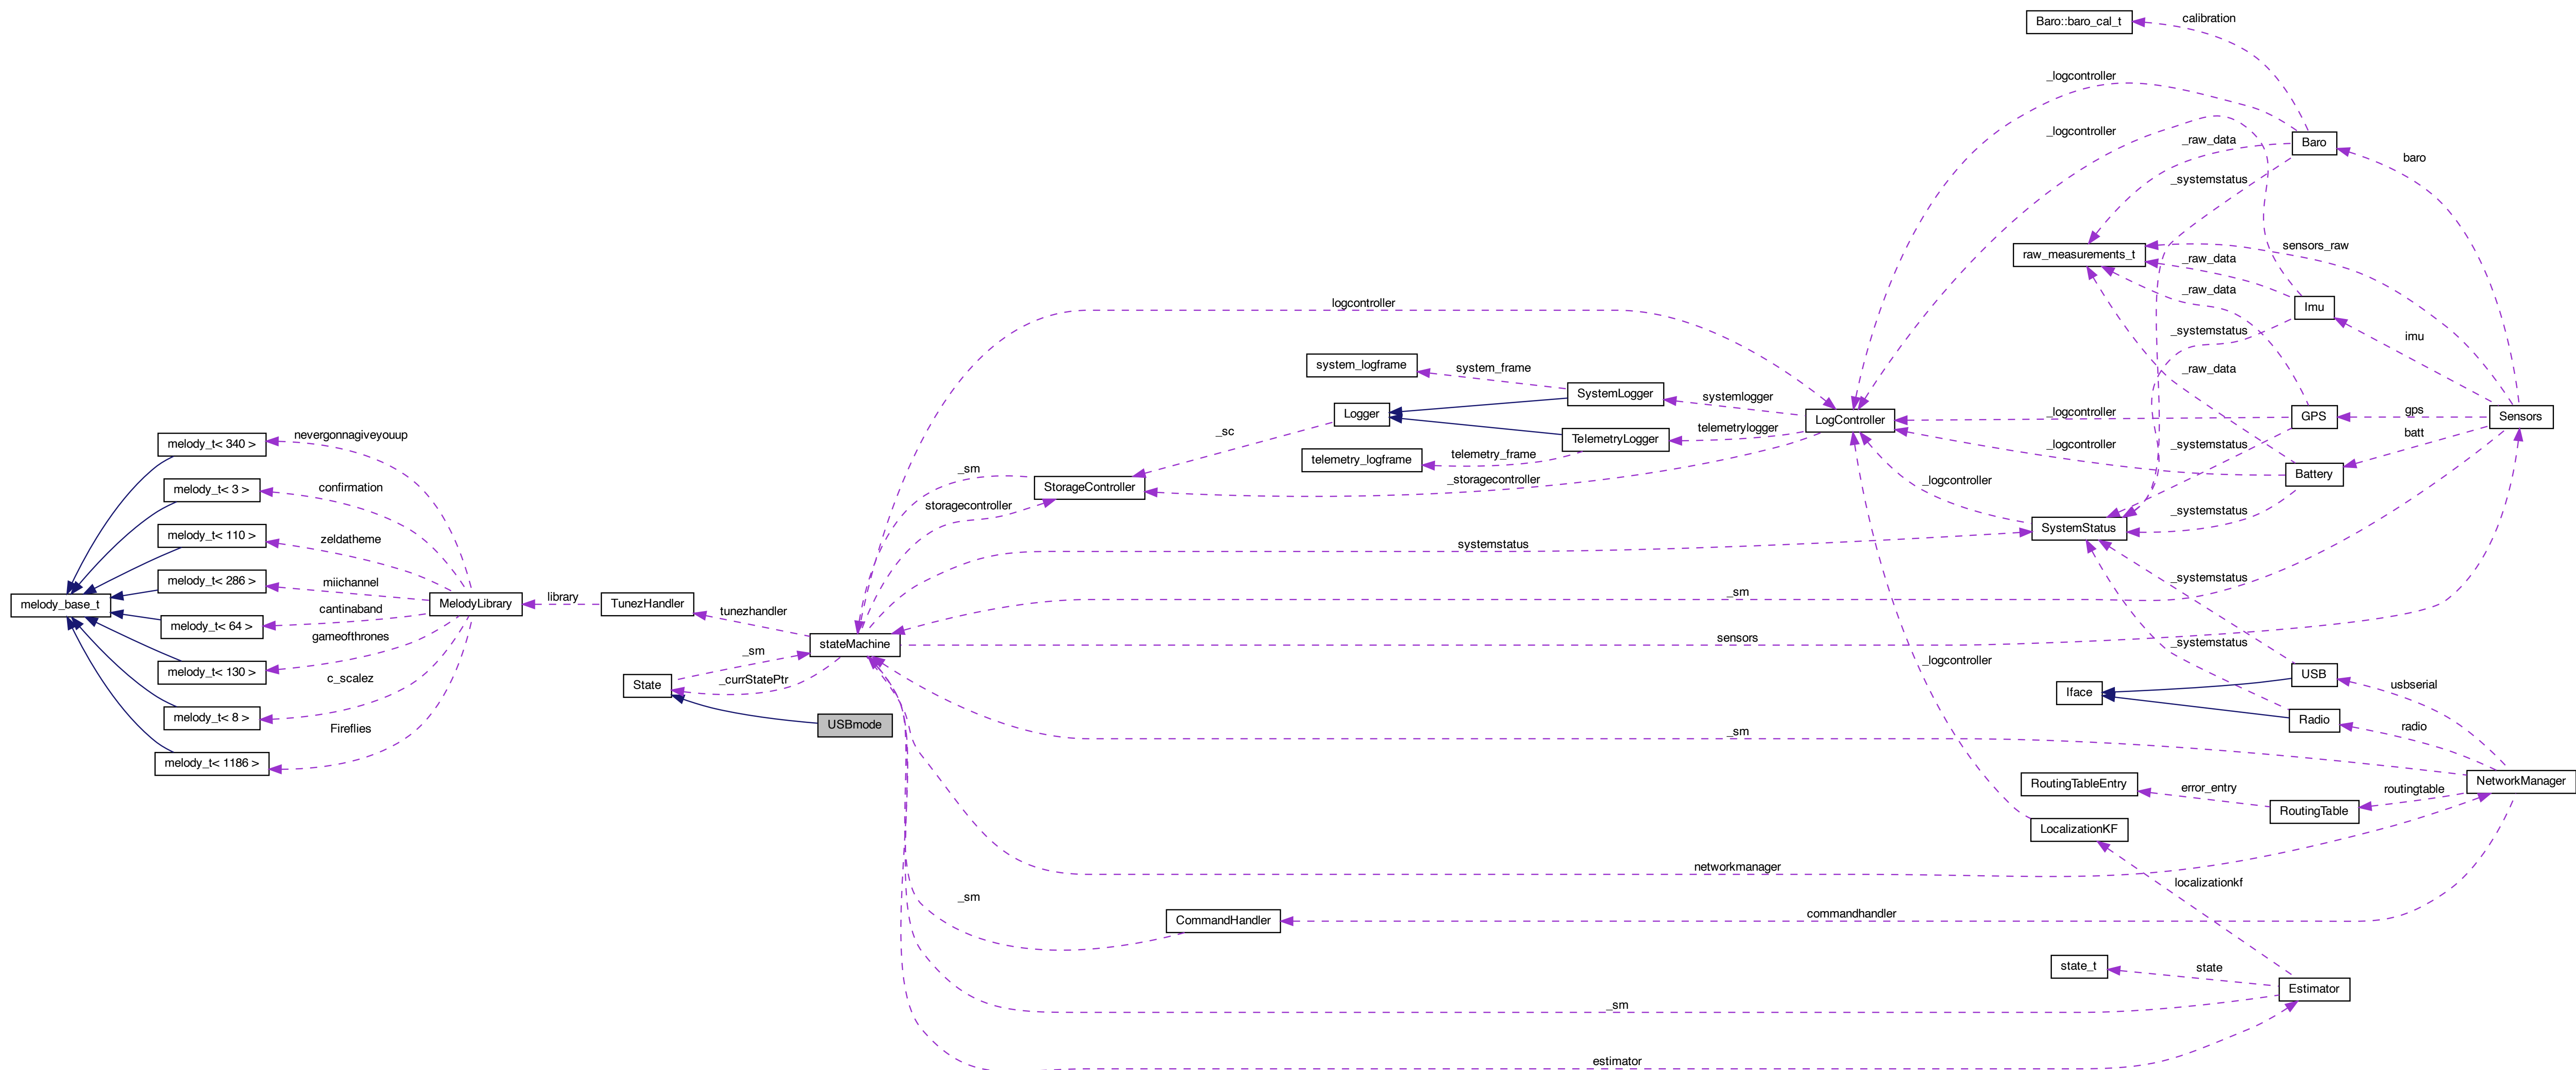 Baro::baro_cal_t
calibration
_logcontroller
_logcontroller
_raw_data
Baro
baro
_systemstatus
raw_measurements_t
sensors_raw
_raw_data
_raw_data
Imu
logcontroller
_systemstatus
imu
system_logframe
system_frame
_raw_data
SystemLogger
systemlogger
Logger
LogController
_logcontroller
GPS
gps
Sensors
nevergonnagiveyouup
melody_t< 340 >
_sc
TelemetryLogger
telemetrylogger
batt
telemetry_logframe
telemetry_frame
_logcontroller
_systemstatus
Battery
melody_t< 3 >
confirmation
_sm
StorageController
_storagecontroller
_logcontroller
storagecontroller
_systemstatus
melody_t< 110 >
zeldatheme
systemstatus
SystemStatus
melody_t< 286 >
miichannel
_systemstatus
melody_base_t
cantinaband
MelodyLibrary
library
TunezHandler
tunezhandler
_sm
melody_t< 64 >
gameofthrones
stateMachine
sensors
_systemstatus
melody_t< 130 >
c_scalez
_sm
_logcontroller
USB
State
_currStatePtr
Iface
usbserial
melody_t< 8 >
USBmode
Radio
radio
Fireflies
_sm
melody_t< 1186 >
RoutingTableEntry
error_entry
NetworkManager
routingtable
RoutingTable
LocalizationKF
networkmanager
localizationkf
_sm
CommandHandler
commandhandler
state_t
state
Estimator
_sm
estimator